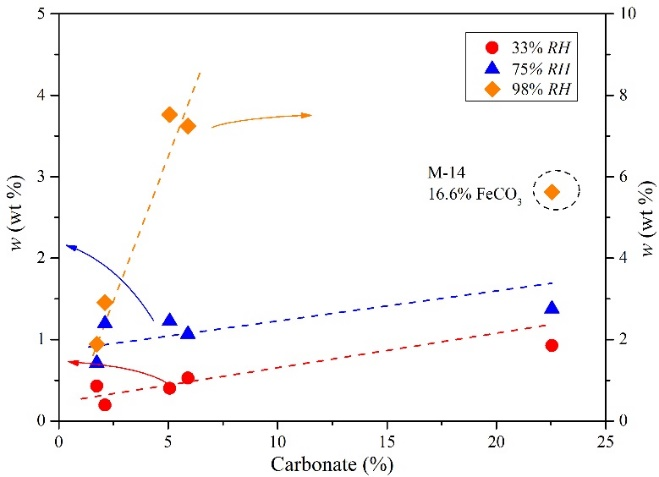 5
4
3
2
1
0
w (wt %)
10
8
6
4
2
0
w (wt %)
33% RH
75% RH
98% RH
M-14
16.6% FeCO₃
0
5
10
15
20
25
Carbonate (%)